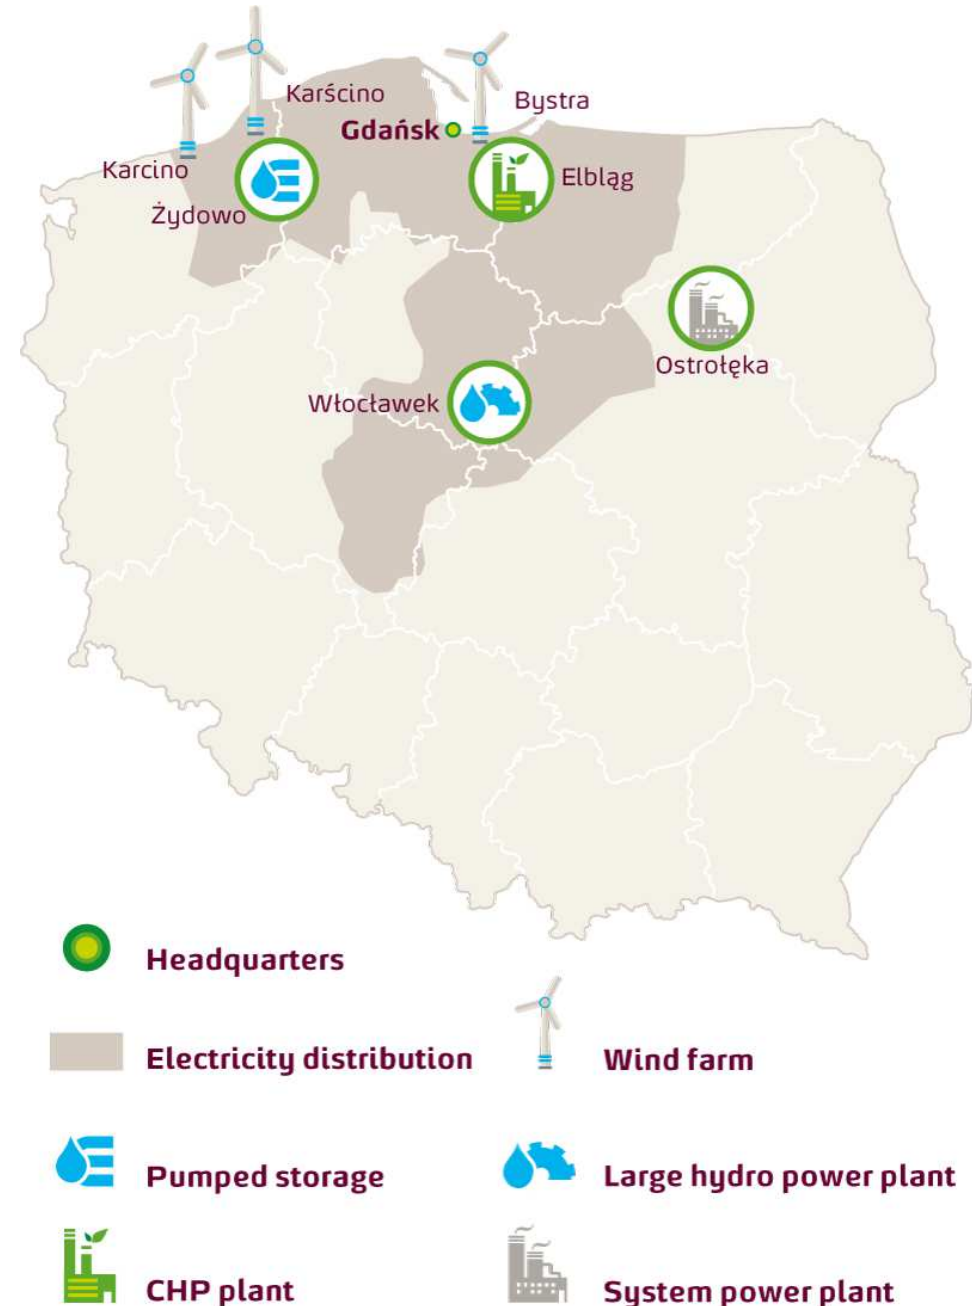 Karścino
Bystra
Gdańsk
Karcino
Elbląg
Żydowo
Ostrołęka
Włocławek
Headquarters
Electricity distribution
Wind farm
Pumped storage
Large hydro power plant
CHP plant
System power plant